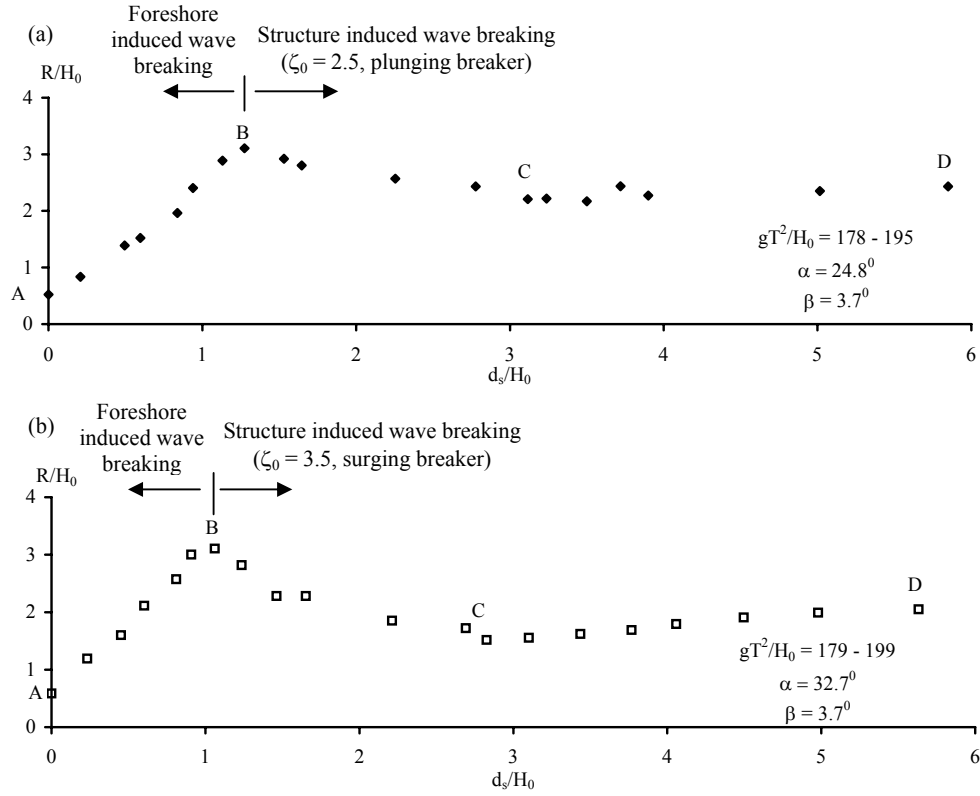 (a)
Foreshore
induced wave
breaking
Structure induced wave breaking
(ζ₀ = 2.5, plunging breaker)
R/H₀
4
3
2
1
0
A
B
C
D
gT²/H₀ = 178 - 195
α = 24.8⁰
β = 3.7⁰
0 1 2 3 4 5 6
dₛ/H₀
(b)
Foreshore
induced wave
breaking
Structure induced wave breaking
(ζ₀ = 3.5, surging breaker)
R/H₀
4
3
2
1
0
A
B
C
D
gT²/H₀ = 179 - 199
α = 32.7⁰
β = 3.7⁰
0 1 2 3 4 5 6
dₛ/H₀